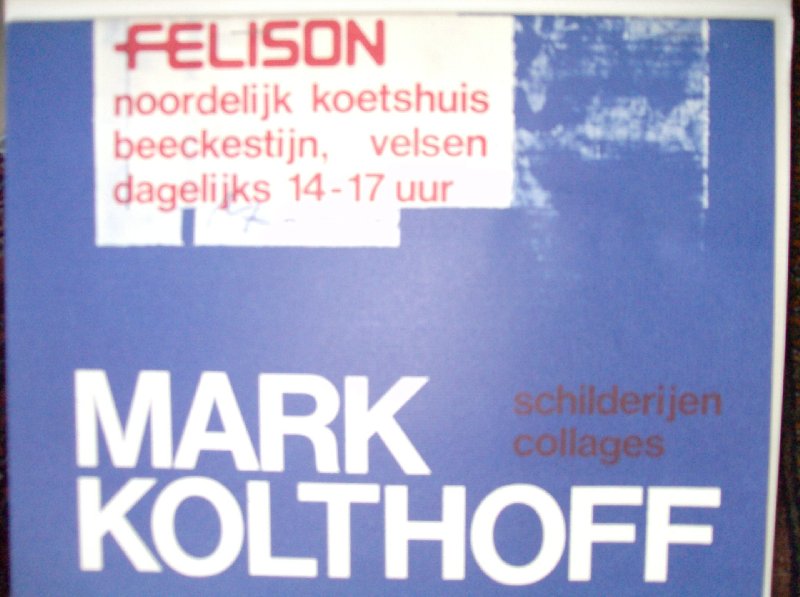 FELISON
noordelijk koetshuis
beeckestijn, velsen
dagelijks 14-17 uur
MARK
KOLTHOFF
schilderijen
collages